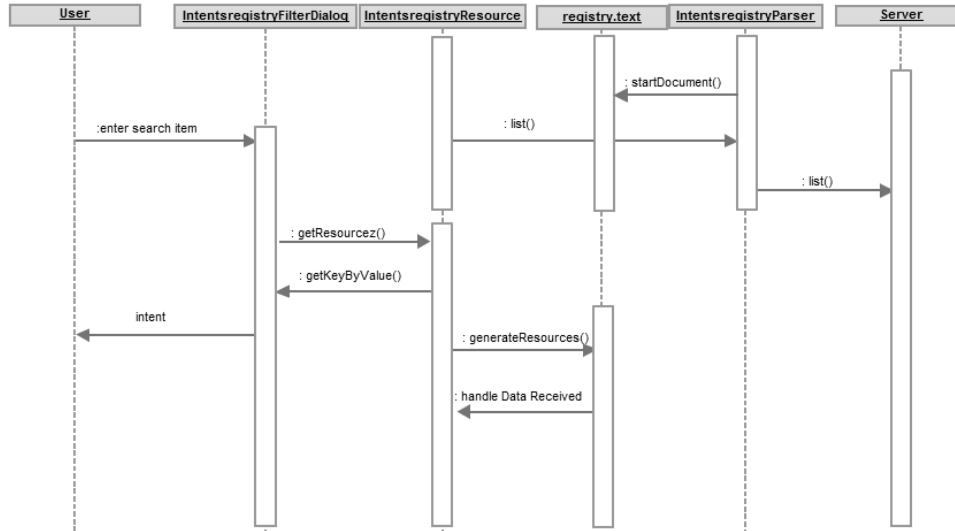 User
IntentsregistryFilterDialog
IntentsregistryResource
registry.text
IntentsregistryParser
Server
: startDocument()
:enter search item
: list()
: list()
: getResourcez()
: getKeyByValue()
intent
: generateResources()
: handle Data Received